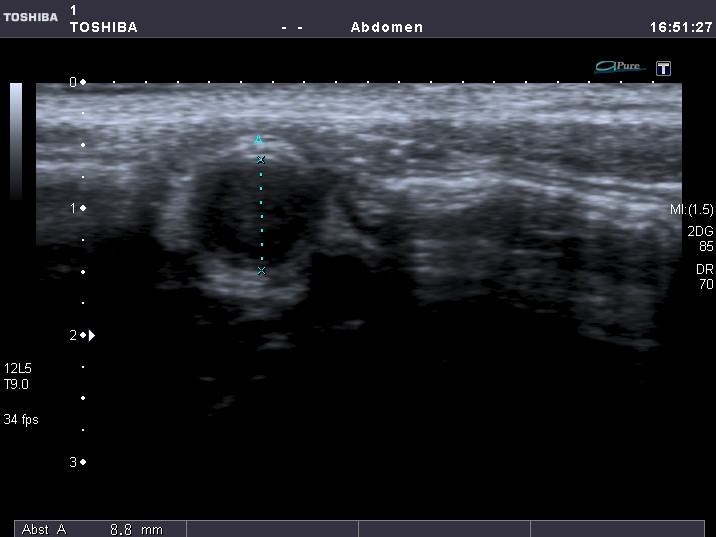 TOSHIBA
1
TOSHIBA - - Abdomen 16:51:27
Pure T
0
A
1
MI:(1.5)
2DG
85
DR
70
2
12L5
T9.0
34 fps
3
Abst A 8.8 mm